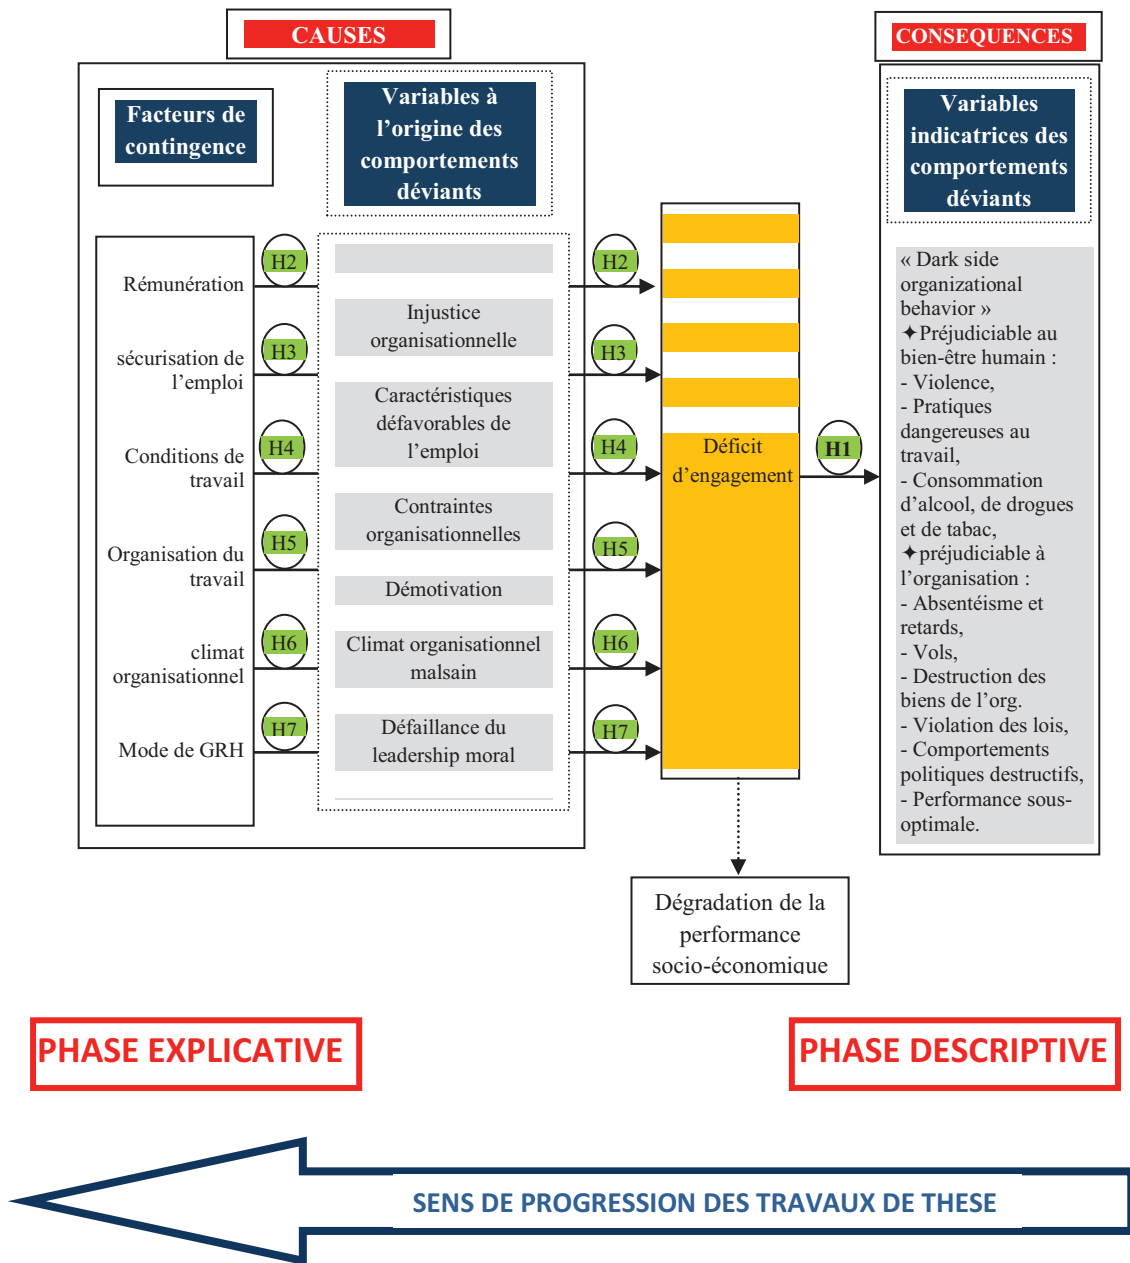 CAUSES
CONSEQUENCES
Facteurs de
contingence
Variables à
l’origine des
comportements
déviants
Variables
indicatrices des
comportements
déviants
Rémunération
sécurisation de
l’emploi
Conditions de
travail
Organisation du
travail
climat
organisationnel
Mode de GRH
H2
H3
H4
H5
H6
H7
Injustice
organisationnelle
Caractéristiques
défavorables de
l’emploi
Contraintes
organisationnelles
Démotivation
Climat organisationnel
malsain
Défaillance du
leadership moral
H2
H3
H4
H5
H6
H7
Déficit
d’engagement
H1
« Dark side
organizational
behavior »
✦Préjudiciable au
bien-être humain :
- Violence,
- Pratiques
dangereuses au
travail,
- Consommation
d’alcool, de drogues
et de tabac,
✦préjudiciable à
l’organisation :
- Absentéisme et
retards,
- Vols,
- Destruction des
biens de l’org.
- Violation des lois,
- Comportements
politiques destructifs,
- Performance sous-
optimale.
Dégradation de la
performance
socio-économique
PHASE EXPLICATIVE
PHASE DESCRIPTIVE
SENS DE PROGRESSION DES TRAVAUX DE THESE